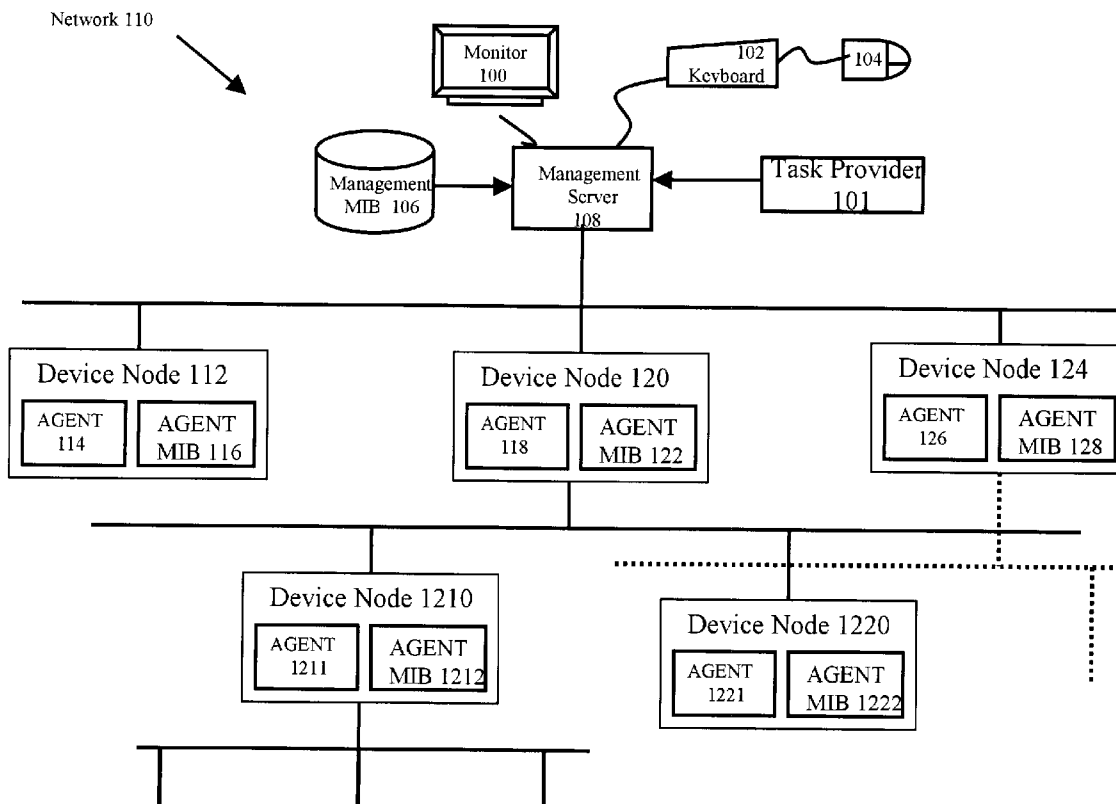 Network 110
Monitor
100
102
Keyboard
104
Management
MIB 106
Management
Server
108
Task Provider
101
Device Node 112
AGENT
114
AGENT
MIB 116
Device Node 120
AGENT
118
AGENT
MIB 122
Device Node 124
AGENT
126
AGENT
MIB 128
Device Node 1210
AGENT
1211
AGENT
MIB 1212
Device Node 1220
AGENT
1221
AGENT
MIB 1222